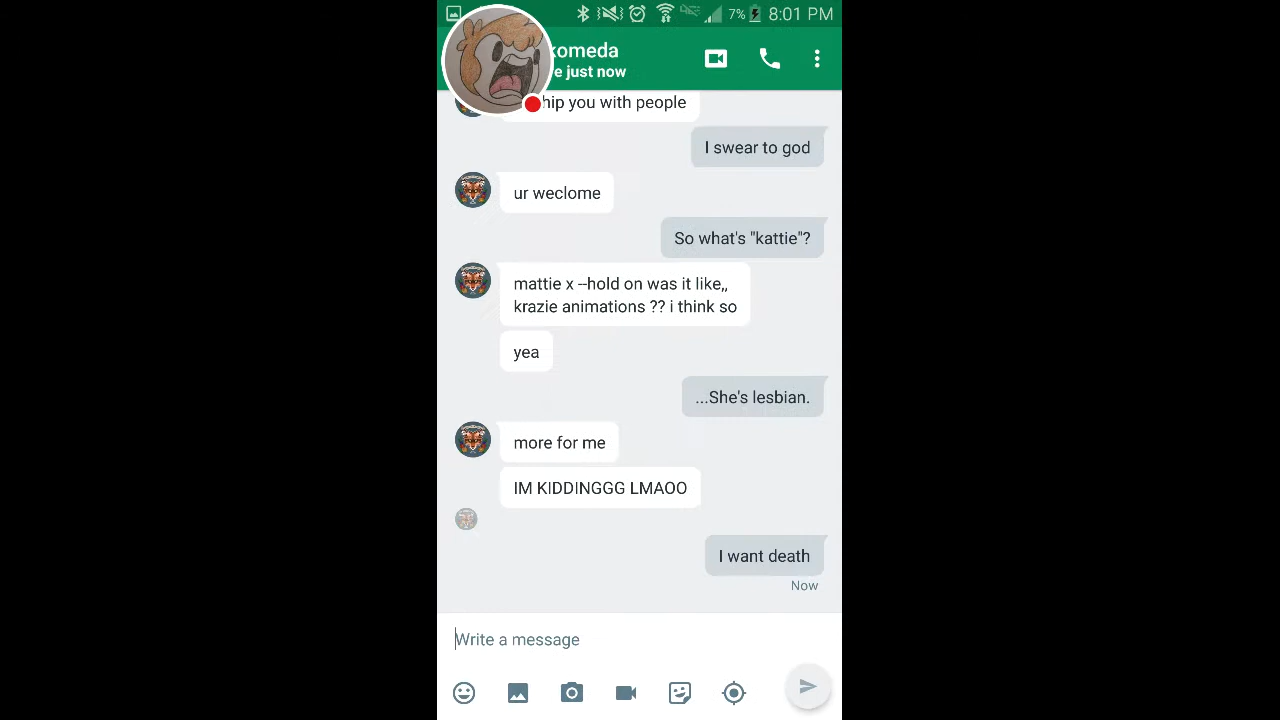 7% 8:01 PM
komeda
e just now
hip you with people
I swear to god
ur weclome
So what's "kattie"?
mattie x --hold on was it like,,
krazie animations ?? i think so
yea
...She's lesbian.
more for me
IM KIDDINGGG LMAOO
I want death
Now
Write a message